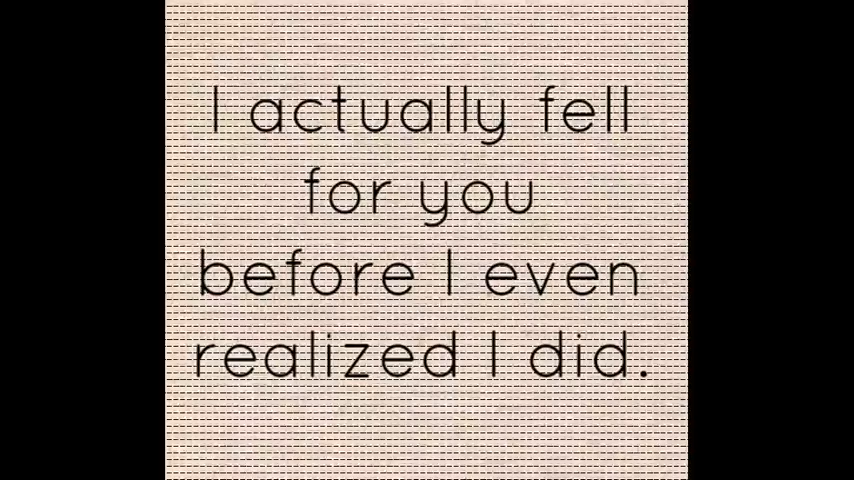 I actually fell
for you
before I even
realized I did.